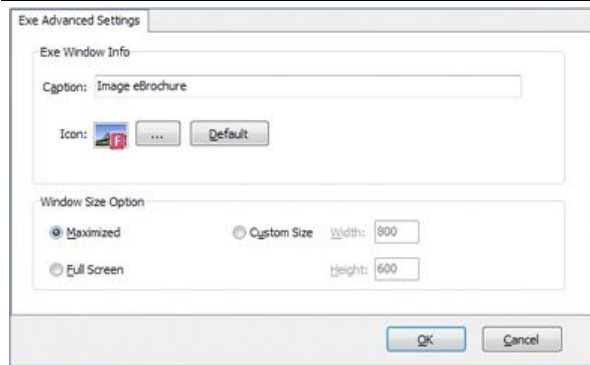 Exe Advanced Settings
Exe Window Info
Caption: Image eBrochure
Icon: F ... Default
Window Size Option
Maximized Custom Size Width: 800
Full Screen Height: 600
OK Cancel